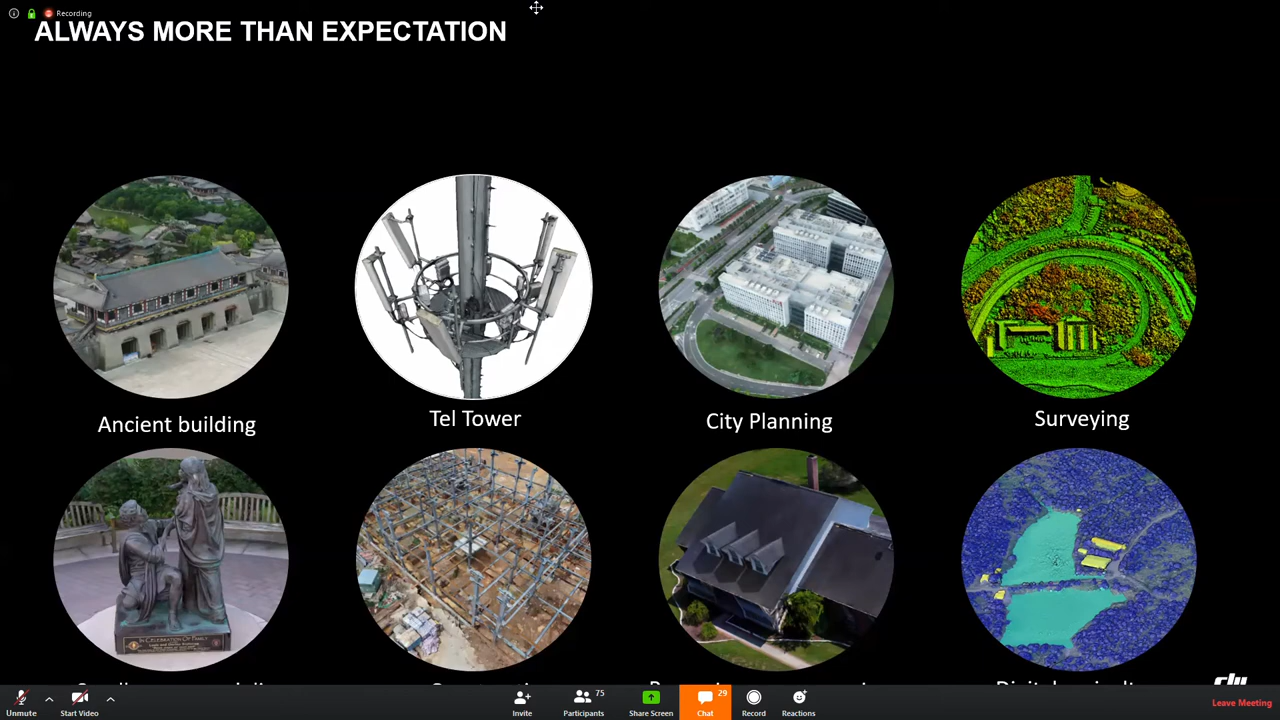 Recording
ALWAYS MORE THAN EXPECTATION
Ancient building
Tel Tower
City Planning
Surveying
IN CELEBRATION OF FAMILY
75
29
Unmute
Start Video
Invite
Participants
Share Screen
Chat
Record
Reactions
Leave Meeting